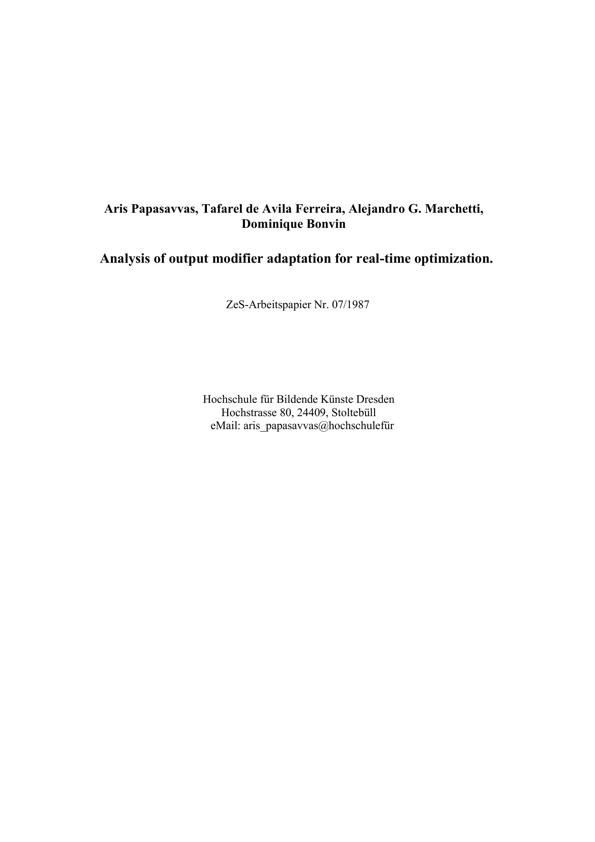 Aris Papasavvas, Tafarel de Avila Ferreira, Alejandro G. Marchetti,
Dominique Bonvin
Analysis of output modifier adaptation for real-time optimization.
ZeS-Arbeitspapier Nr. 07/1987
Hochschule für Bildende Künste Dresden
Hochstrasse 80, 24409, Stoltebüll
eMail: aris_papasavvas@hochschulefür